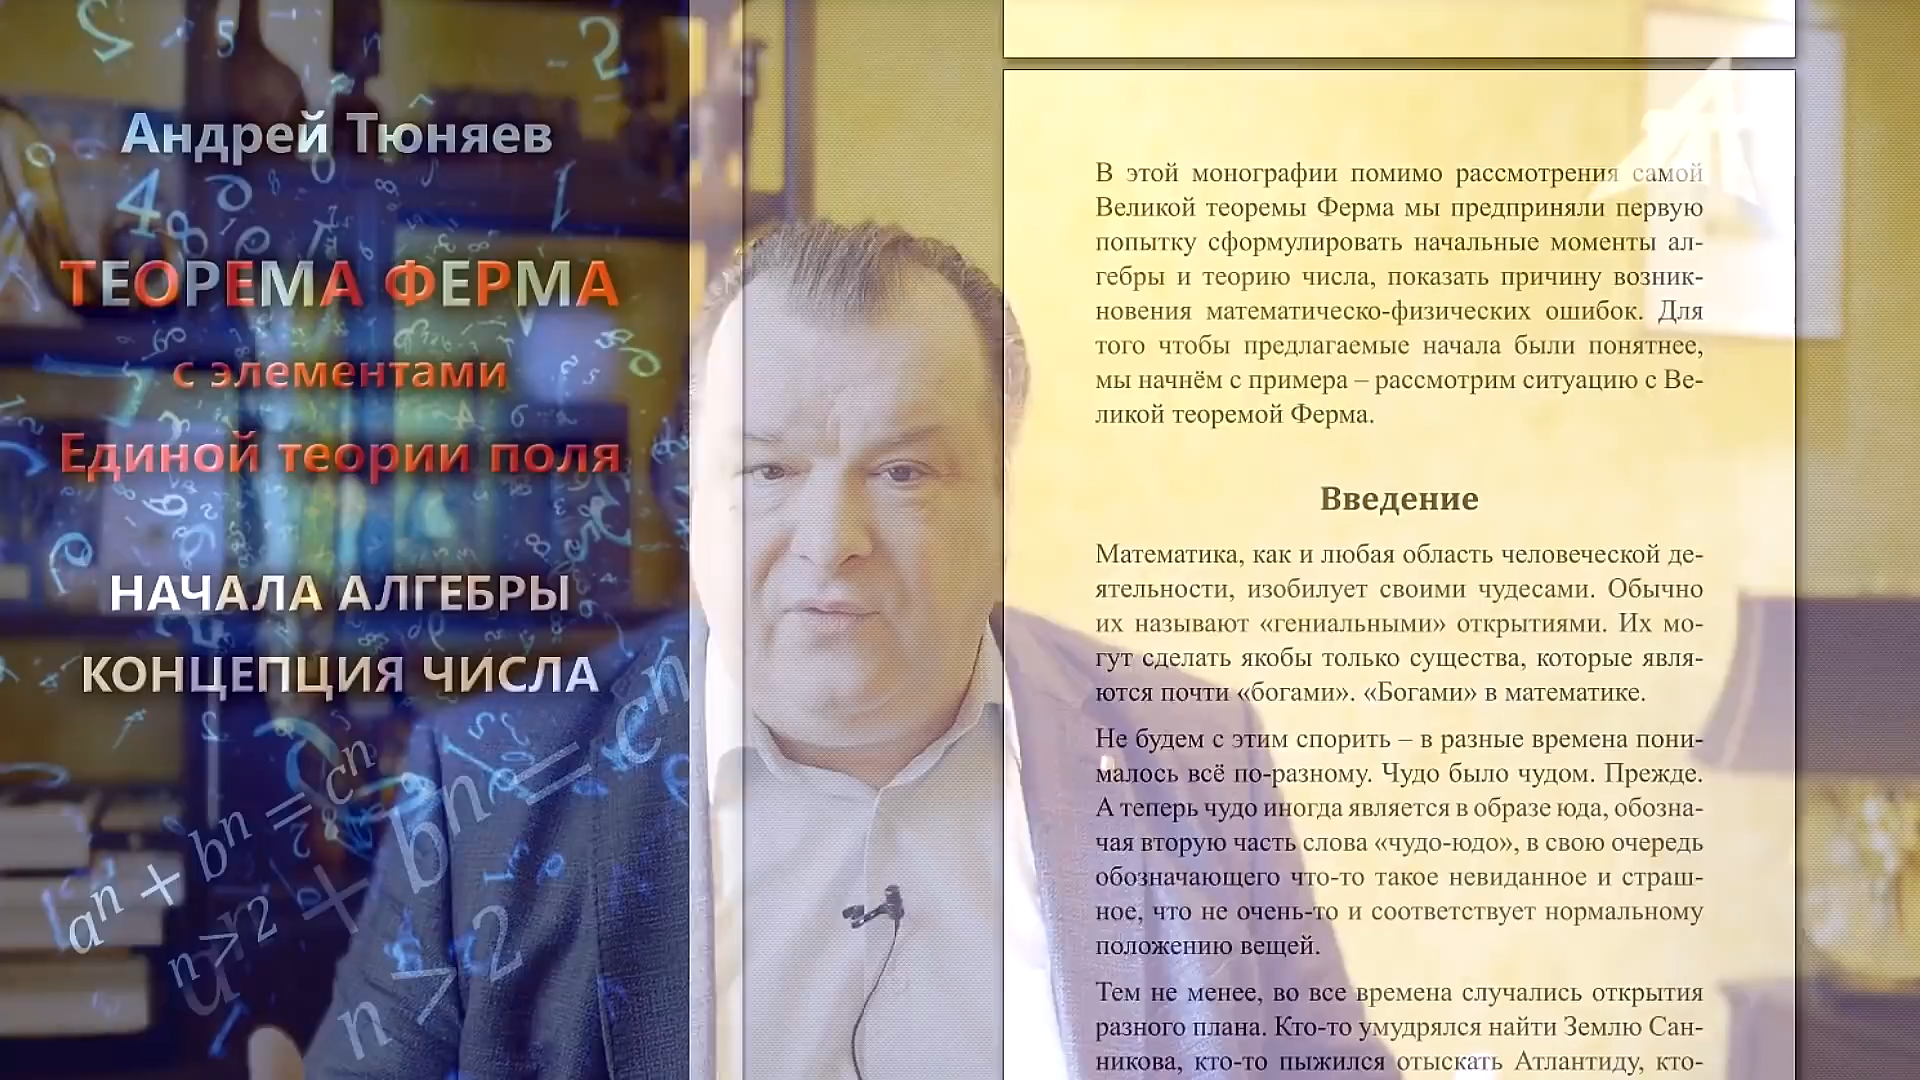 Андрей Тюняев
ТЕОРЕМА ФЕРМА
с элементами
Единой теории поля
НАЧАЛА АЛГЕБРЫ
КОНЦЕПЦИЯ ЧИСЛА
an + bn = cn
n > 2
+ bn = cn
n > 2
В этой монографии помимо рассмотрения самой
Великой теоремы Ферма мы предприняли первую
попытку сформулировать начальные моменты ал-
гебры и теорию числа, показать причину возник-
новения математическо-физических ошибок. Для
того чтобы предлагаемые начала были понятнее,
мы начнём с примера – рассмотрим ситуацию с Ве-
ликой теоремой Ферма.
Введение
Математика, как и любая область человеческой де-
ятельности, изобилует своими чудесами. Обычно
их называют «гениальными» открытиями. Их мо-
гут сделать якобы только существа, которые явля-
ются почти «богами». «Богами» в математике.
Не будем с этим спорить – в разные времена пони-
малось всё по-разному. Чудо было чудом. Прежде.
А теперь чудо иногда является в образе юда, обозна-
чая вторую часть слова «чудо-юдо», в свою очередь
обозначающего что-то такое невиданное и страш-
ное, что не очень-то и соответствует нормальному
положению вещей.
Тем не менее, во все времена случались открытия
разного плана. Кто-то умудрялся найти Землю Сан-
никова, кто-то пыжился отыскать Атлантиду, кто-